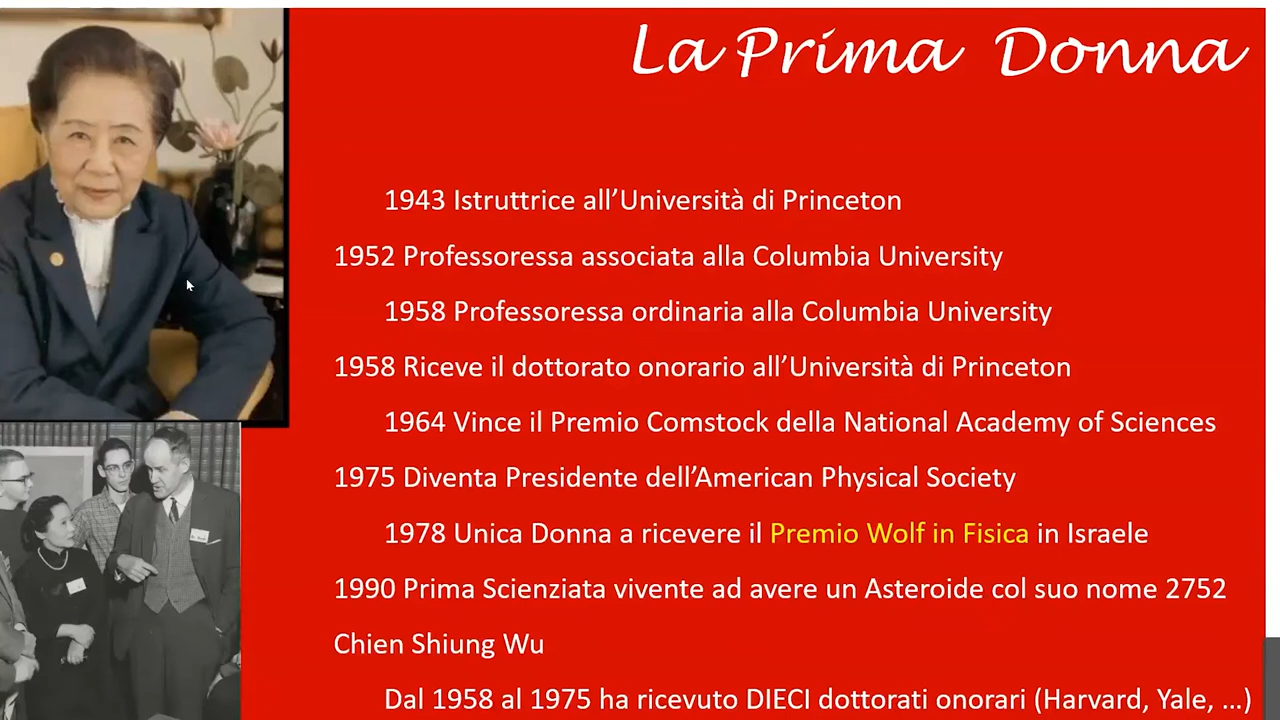 La Prima Donna
1943 Istruttrice all’Università di Princeton
1952 Professoressa associata alla Columbia University
1958 Professoressa ordinaria alla Columbia University
1958 Riceve il dottorato onorario all’Università di Princeton
1964 Vince il Premio Comstock della National Academy of Sciences
1975 Diventa Presidente dell’American Physical Society
1978 Unica Donna a ricevere il Premio Wolf in Fisica in Israele
1990 Prima Scienziata vivente ad avere un Asteroide col suo nome 2752
Chien Shiung Wu
Dal 1958 al 1975 ha ricevuto DIECI dottorati onorari (Harvard, Yale, ...)